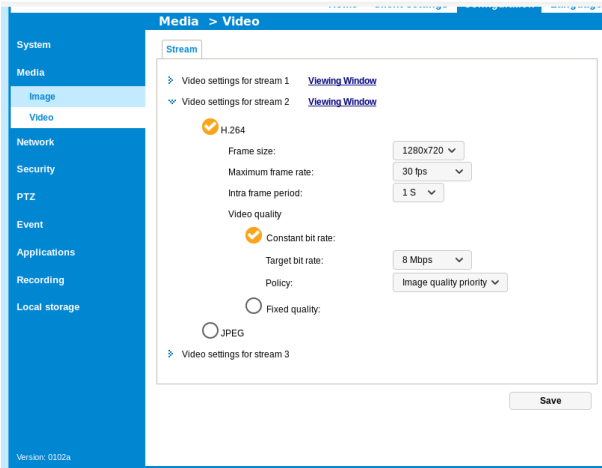 Media > Video
System
Stream
Media
Video settings for stream 1 Viewing Window
Image
Video settings for stream 2 Viewing Window
Video
H.264
Network
Frame size: 1280x720
Security
Maximum frame rate: 30 fps
PTZ
Intra frame period: 1 S
Event
Video quality
Applications
Constant bit rate:
Recording
Target bit rate: 8 Mbps
Local storage
Policy: Image quality priority
Fixed quality:
JPEG
Video settings for stream 3
Save
Version: 0102a